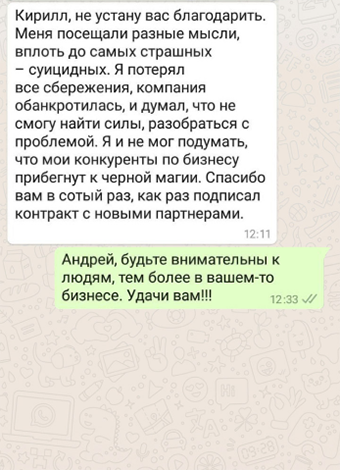 Кирилл, не устану вас благодарить.
Меня посещали разные мысли,
вплоть до самых страшных
– суицидных. Я потерял
все сбережения, компания
обанкротилась, и думал, что не
смогу найти силы, разобраться с
проблемой. Я и не мог подумать,
что мои конкуренты по бизнесу
прибегнут к черной магии. Спасибо
вам в сотый раз, как раз подписал
контракт с новыми партнерами.
12:11
Андрей, будьте внимательны к
людям, тем более в вашем-то
бизнесе. Удачи вам!!!
12:33